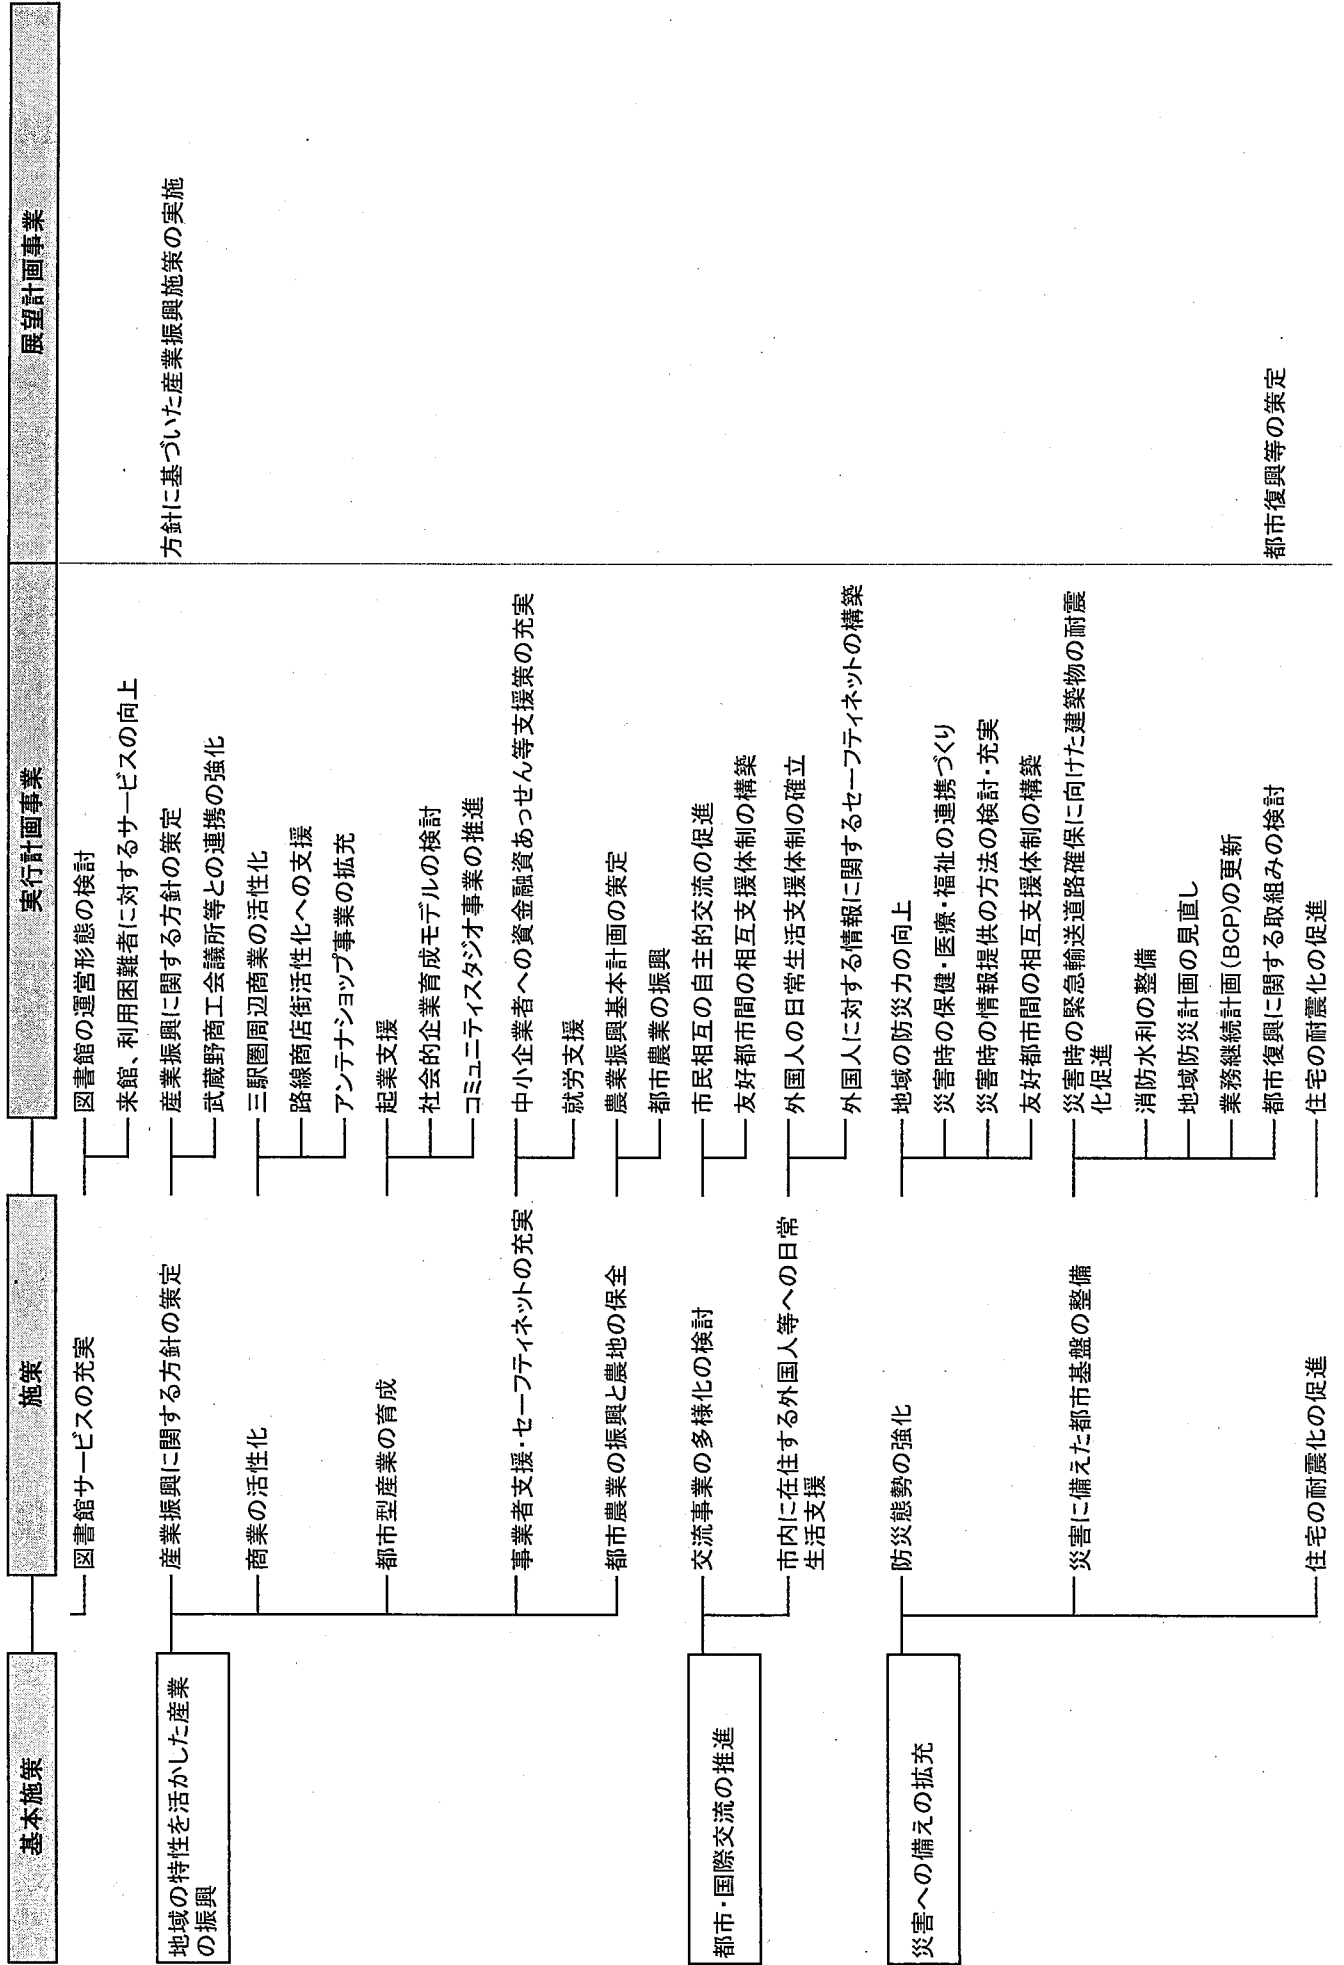 基本施策
施策
実行計画事業
展望計画事業
図書館サービスの充実
図書館の運営形態の検討
来館、利用困難者に対するサービスの向上
地域の特性を活かした産業
の振興
産業振興に関する方針の策定
産業振興に関する方針の策定
方針に基づいた産業振興施策の実施
武蔵野商工会議所等との連携の強化
商業の活性化
三駅圏周辺商業の活性化
路線商店街活性化への支援
アンテナショップ事業の拡充
都市型産業の育成
起業支援
社会的企業育成モデルの検討
コミュニティスタジオ事業の推進
事業者支援・セーフティネットの充実
中小企業者への資金融資あっせん等支援策の充実
就労支援
都市農業の振興と農地の保全
農業振興基本計画の策定
都市農業の振興
都市・国際交流の推進
交流事業の多様化の検討
市民相互の自主的交流の促進
友好都市間の相互支援体制の構築
市内に在住する外国人等への日常
生活支援
外国人の日常生活支援体制の確立
外国人に対する情報に関するセーフティネットの構築
災害への備えの拡充
防災態勢の強化
地域の防災力の向上
災害時の保健・医療・福祉の連携づくり
災害時の情報提供の方法の検討・充実
友好都市間の相互支援体制の構築
災害に備えた都市基盤の整備
災害時の緊急輸送道路確保に向けた建築物の耐震
化促進
消防水利の整備
地域防災計画の見直し
業務継続計画(BCP)の更新
都市復興に関する取組みの検討
都市復興等の策定
住宅の耐震化の促進
住宅の耐震化の促進